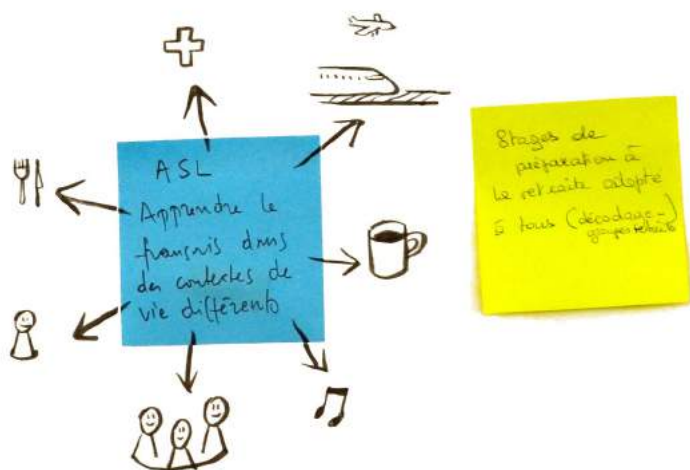 ASL
Apprendre le
français dans
des contextes de
vie différents
Stages de
préparation à
la retraite adapté
à tous (décodage -
groupes retraité